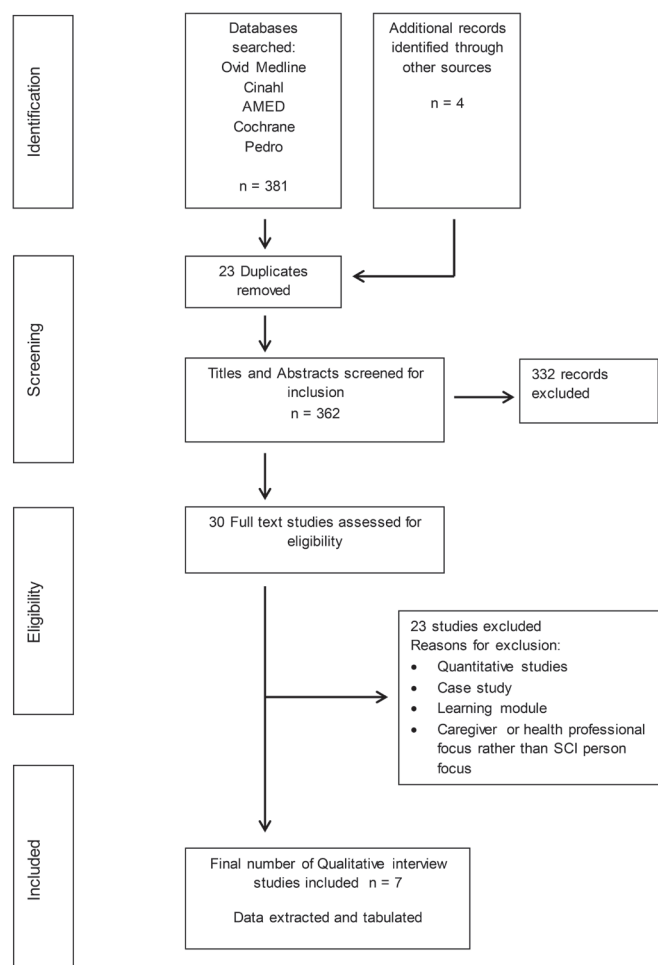 Identification
Databases
searched:
Ovid Medline
Cinahl
AMED
Cochrane
Pedro
n = 381
Additional records
identified through
other sources
n = 4
Screening
23 Duplicates
removed
Titles and Abstracts screened for
inclusion
n = 362
332 records
excluded
Eligibility
30 Full text studies assessed for
eligibility
23 studies excluded
Reasons for exclusion:
• Quantitative studies
• Case study
• Learning module
• Caregiver or health professional
focus rather than SCI person
focus
Included
Final number of Qualitative interview
studies included n = 7
Data extracted and tabulated